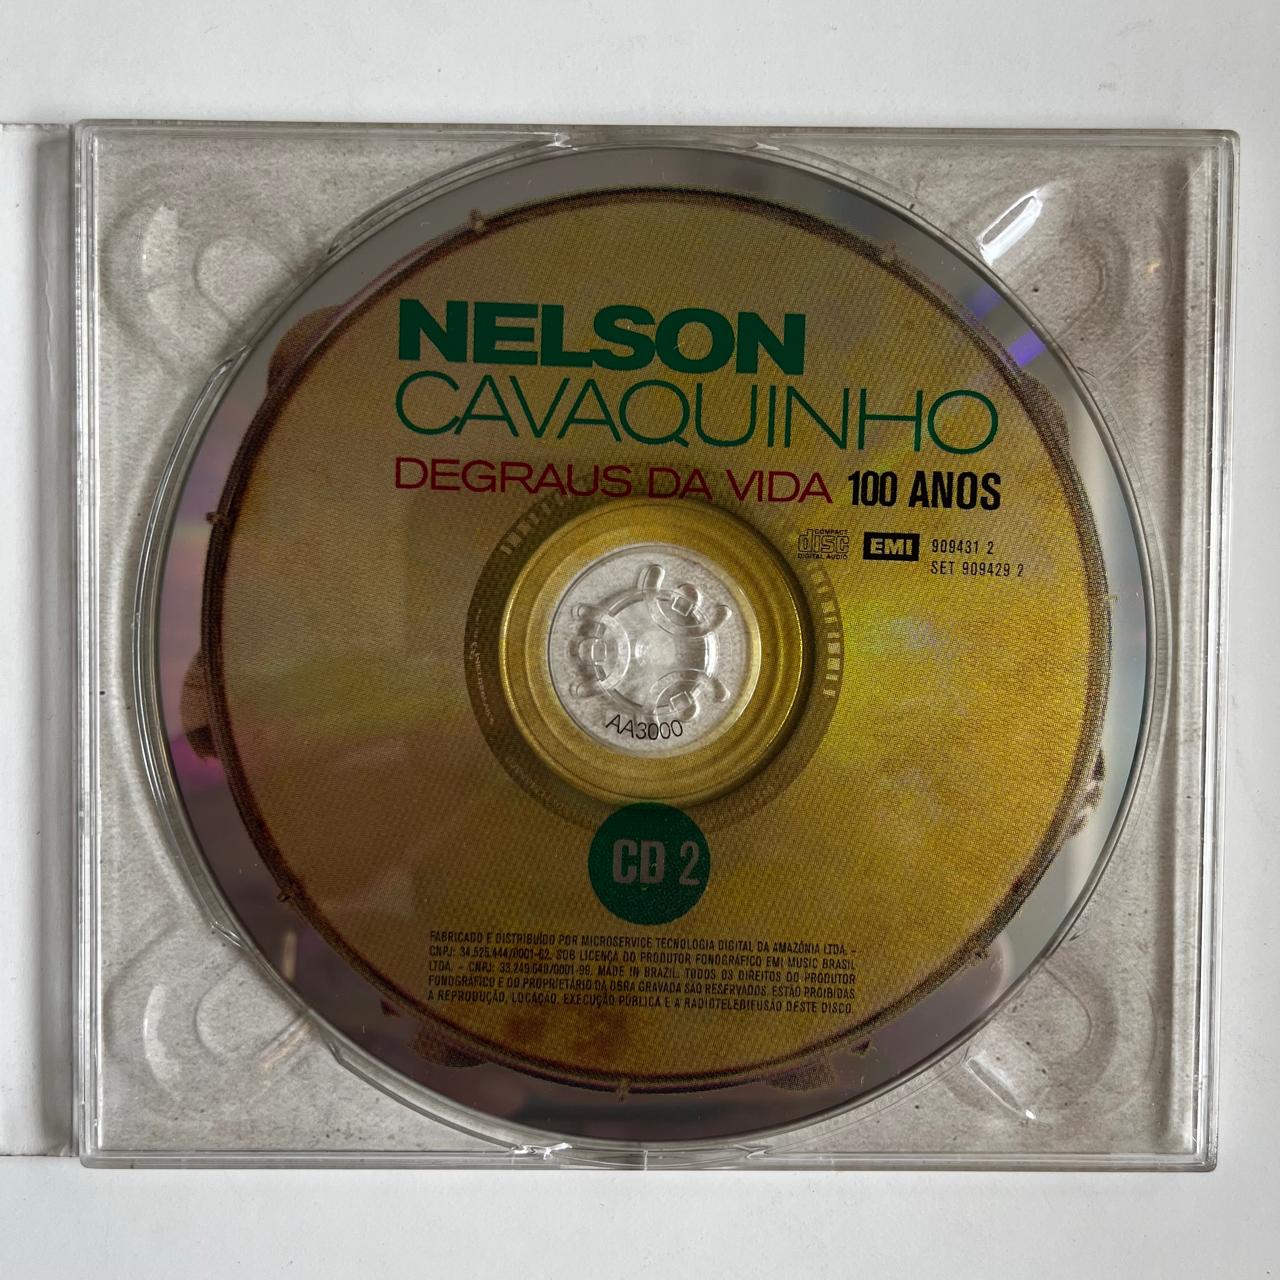 NELSON
CAVAQUINHO
DEGRAUS DA VIDA 100 ANOS
COMPACT
disc
DIGITAL AUDIO
EMI
909431 2
SET 909429 2
AA3000
CD 2
FABRICADO E DISTRIBUÍDO POR MICROSERVICE TECNOLOGIA DIGITAL DA AMAZÔNIA LTDA. -
CNPJ: 34.525.444/0001-62, SOB LICENÇA DO PRODUTOR FONOGRÁFICO EMI MUSIC BRASIL
LTDA. - CNPJ: 33.249.640/0001-98. MADE IN BRAZIL. TODOS OS DIREITOS DO PRODUTOR
FONOGRÁFICO E DO PROPRIETÁRIO DA OBRA GRAVADA SÃO RESERVADOS. ESTÃO PROIBIDAS
A REPRODUÇÃO, LOCAÇÃO, EXECUÇÃO PÚBLICA E A RADIOTELEDIFUSÃO DESTE DISCO.